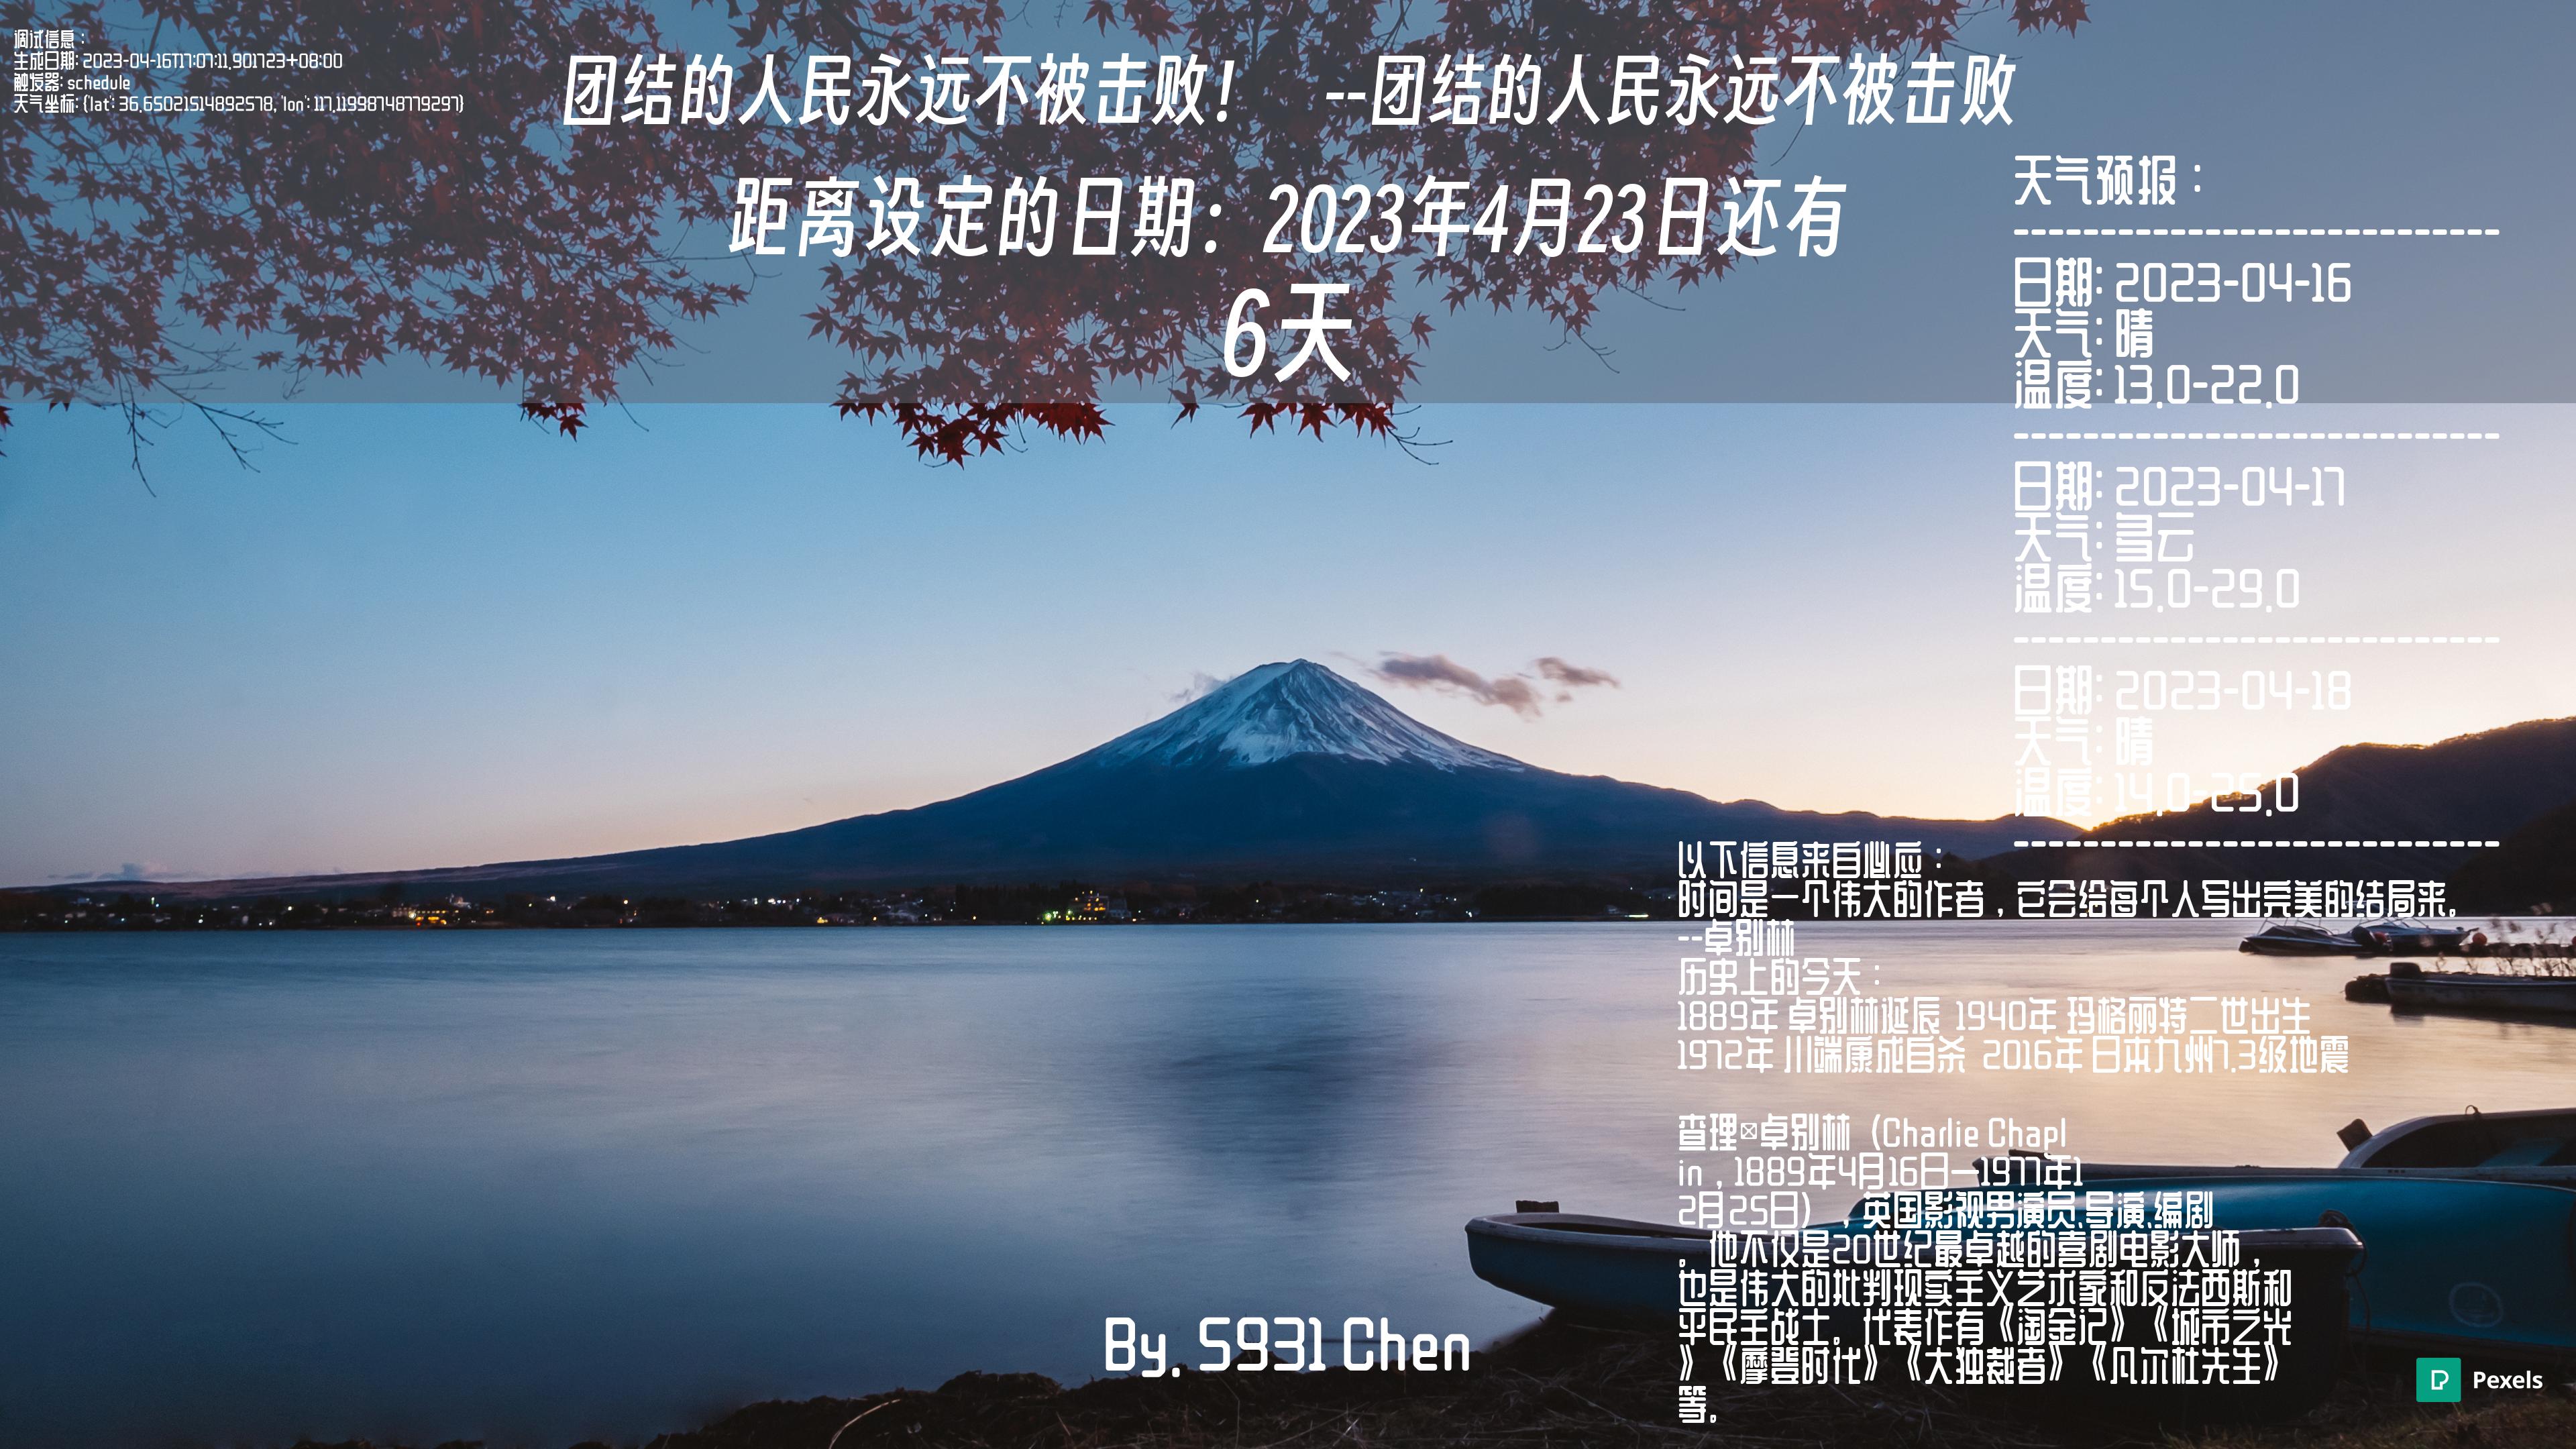 调试信息：
生成日期: 2023-04-16T17:07:11.901723+08:00
触发器: schedule
天气坐标: {'lat': 36.65021514892578, 'lon': 117.11998748779297}
团结的人民永远不被击败！ --团结的人民永远不被击败
距离设定的日期：2023年4月23日还有
6天
天气预报：
----------------------------
日期: 2023-04-16
天气: 晴
温度: 13.0-22.0
----------------------------
日期: 2023-04-17
天气: 多云
温度: 15.0-29.0
----------------------------
日期: 2023-04-18
天气: 晴
温度: 14.0-25.0
----------------------------
以下信息来自必应：
时间是一个伟大的作者，它会给每个人写出完美的结局来。
--卓别林
历史上的今天：
1889年 卓别林诞辰 1940年 玛格丽特二世出生
1972年 川端康成自杀 2016年 日本九州7.3级地震
查理☒卓别林（Charlie Chapl
in，1889年4月16日—1977年1
2月25日），英国影视男演员、导演、编剧
。他不仅是20世纪最卓越的喜剧电影大师，
也是伟大的批判现实主义艺术家和反法西斯和
平民主战士。代表作有《淘金记》《城市之光
》《摩登时代》《大独裁者》《凡尔杜先生》
等。
By. S931 Chen
Pexels